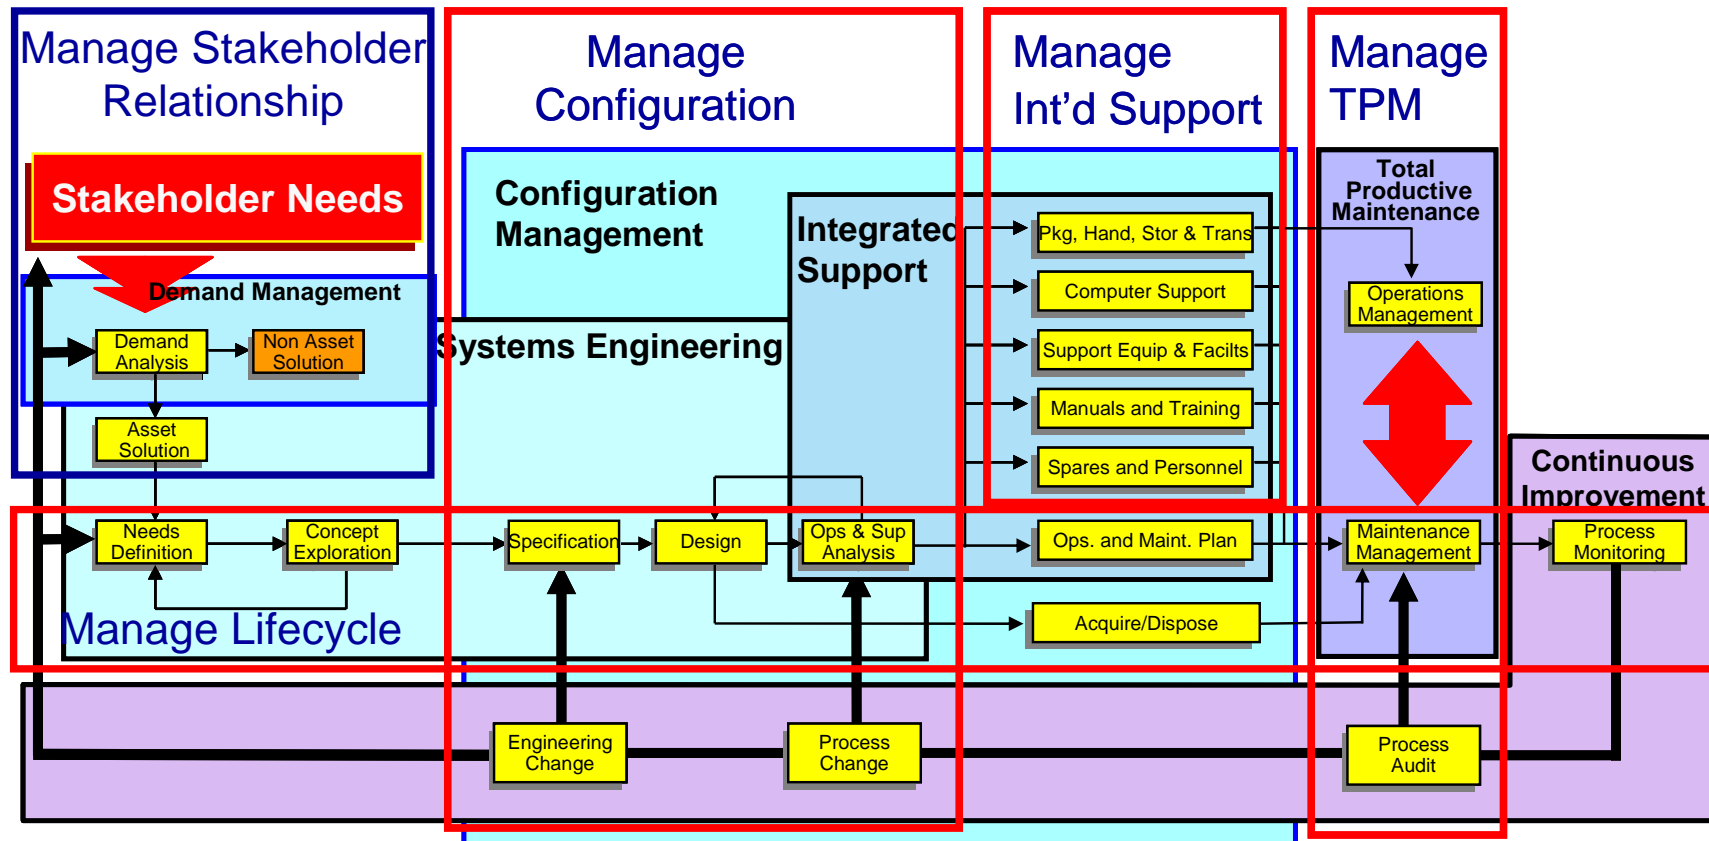 Manage Stakeholder
Relationship
Manage
Configuration
Manage
Int'd Support
Manage
TPM
Stakeholder Needs
Configuration
Management
Integrated
Support
Total
Productive
Maintenance
Pkg, Hand, Stor & Trans
Computer Support
Support Equip & Facilts
Manuals and Training
Spares and Personnel
Operations
Management
Demand Management
Demand
Analysis
Non Asset
Solution
Systems Engineering
Asset
Solution
Continuous
Improvement
Needs
Definition
Concept
Exploration
Specification
Design
Ops & Sup
Analysis
Ops. and Maint. Plan
Maintenance
Management
Process
Monitoring
Manage Lifecycle
Acquire/Dispose
Engineering
Change
Process
Change
Process
Audit